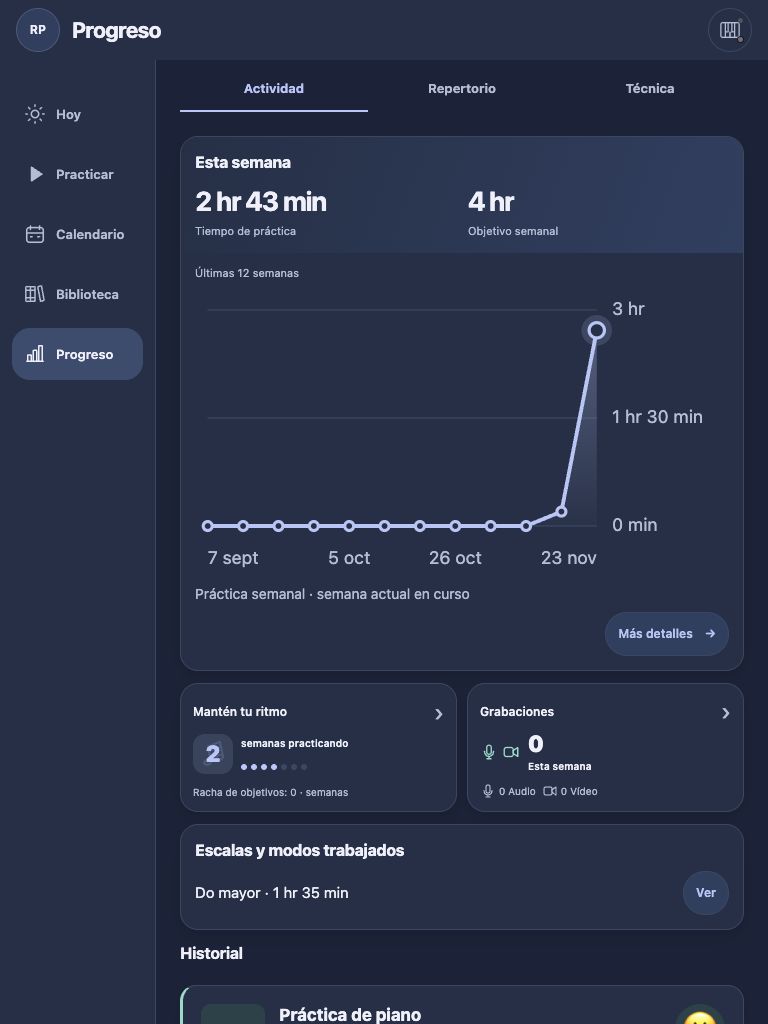 RP
Progreso
Hoy
Practicar
Calendario
Biblioteca
Progreso
Actividad
Repertorio
Técnica
Esta semana
2 hr 43 min
4 hr
Tiempo de práctica
Objetivo semanal
Últimas 12 semanas
3 hr
1 hr 30 min
0 min
7 sept
5 oct
26 oct
23 nov
Práctica semanal · semana actual en curso
Más detalles
Mantén tu ritmo
2
semanas practicando
Racha de objetivos: 0 · semanas
Grabaciones
0
Esta semana
0 Audio
0 Vídeo
Escalas y modos trabajados
Do mayor · 1 hr 35 min
Ver
Historial
Práctica de piano